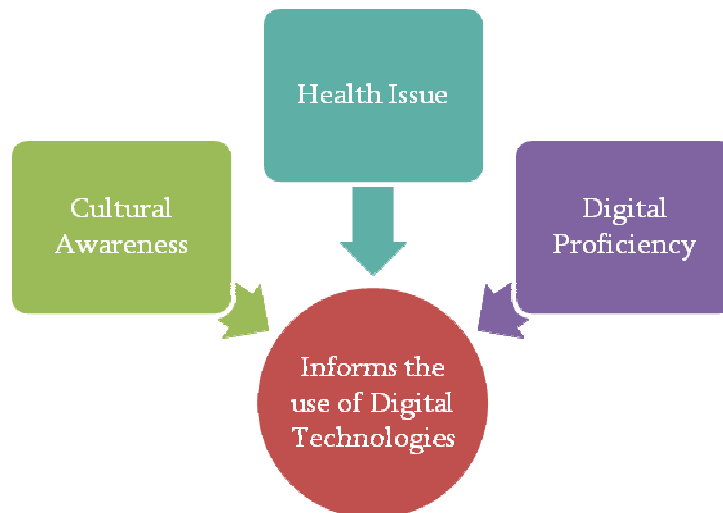 Health Issue
Cultural
Awareness
Digital
Proficiency
Informs the
use of Digital
Technologies